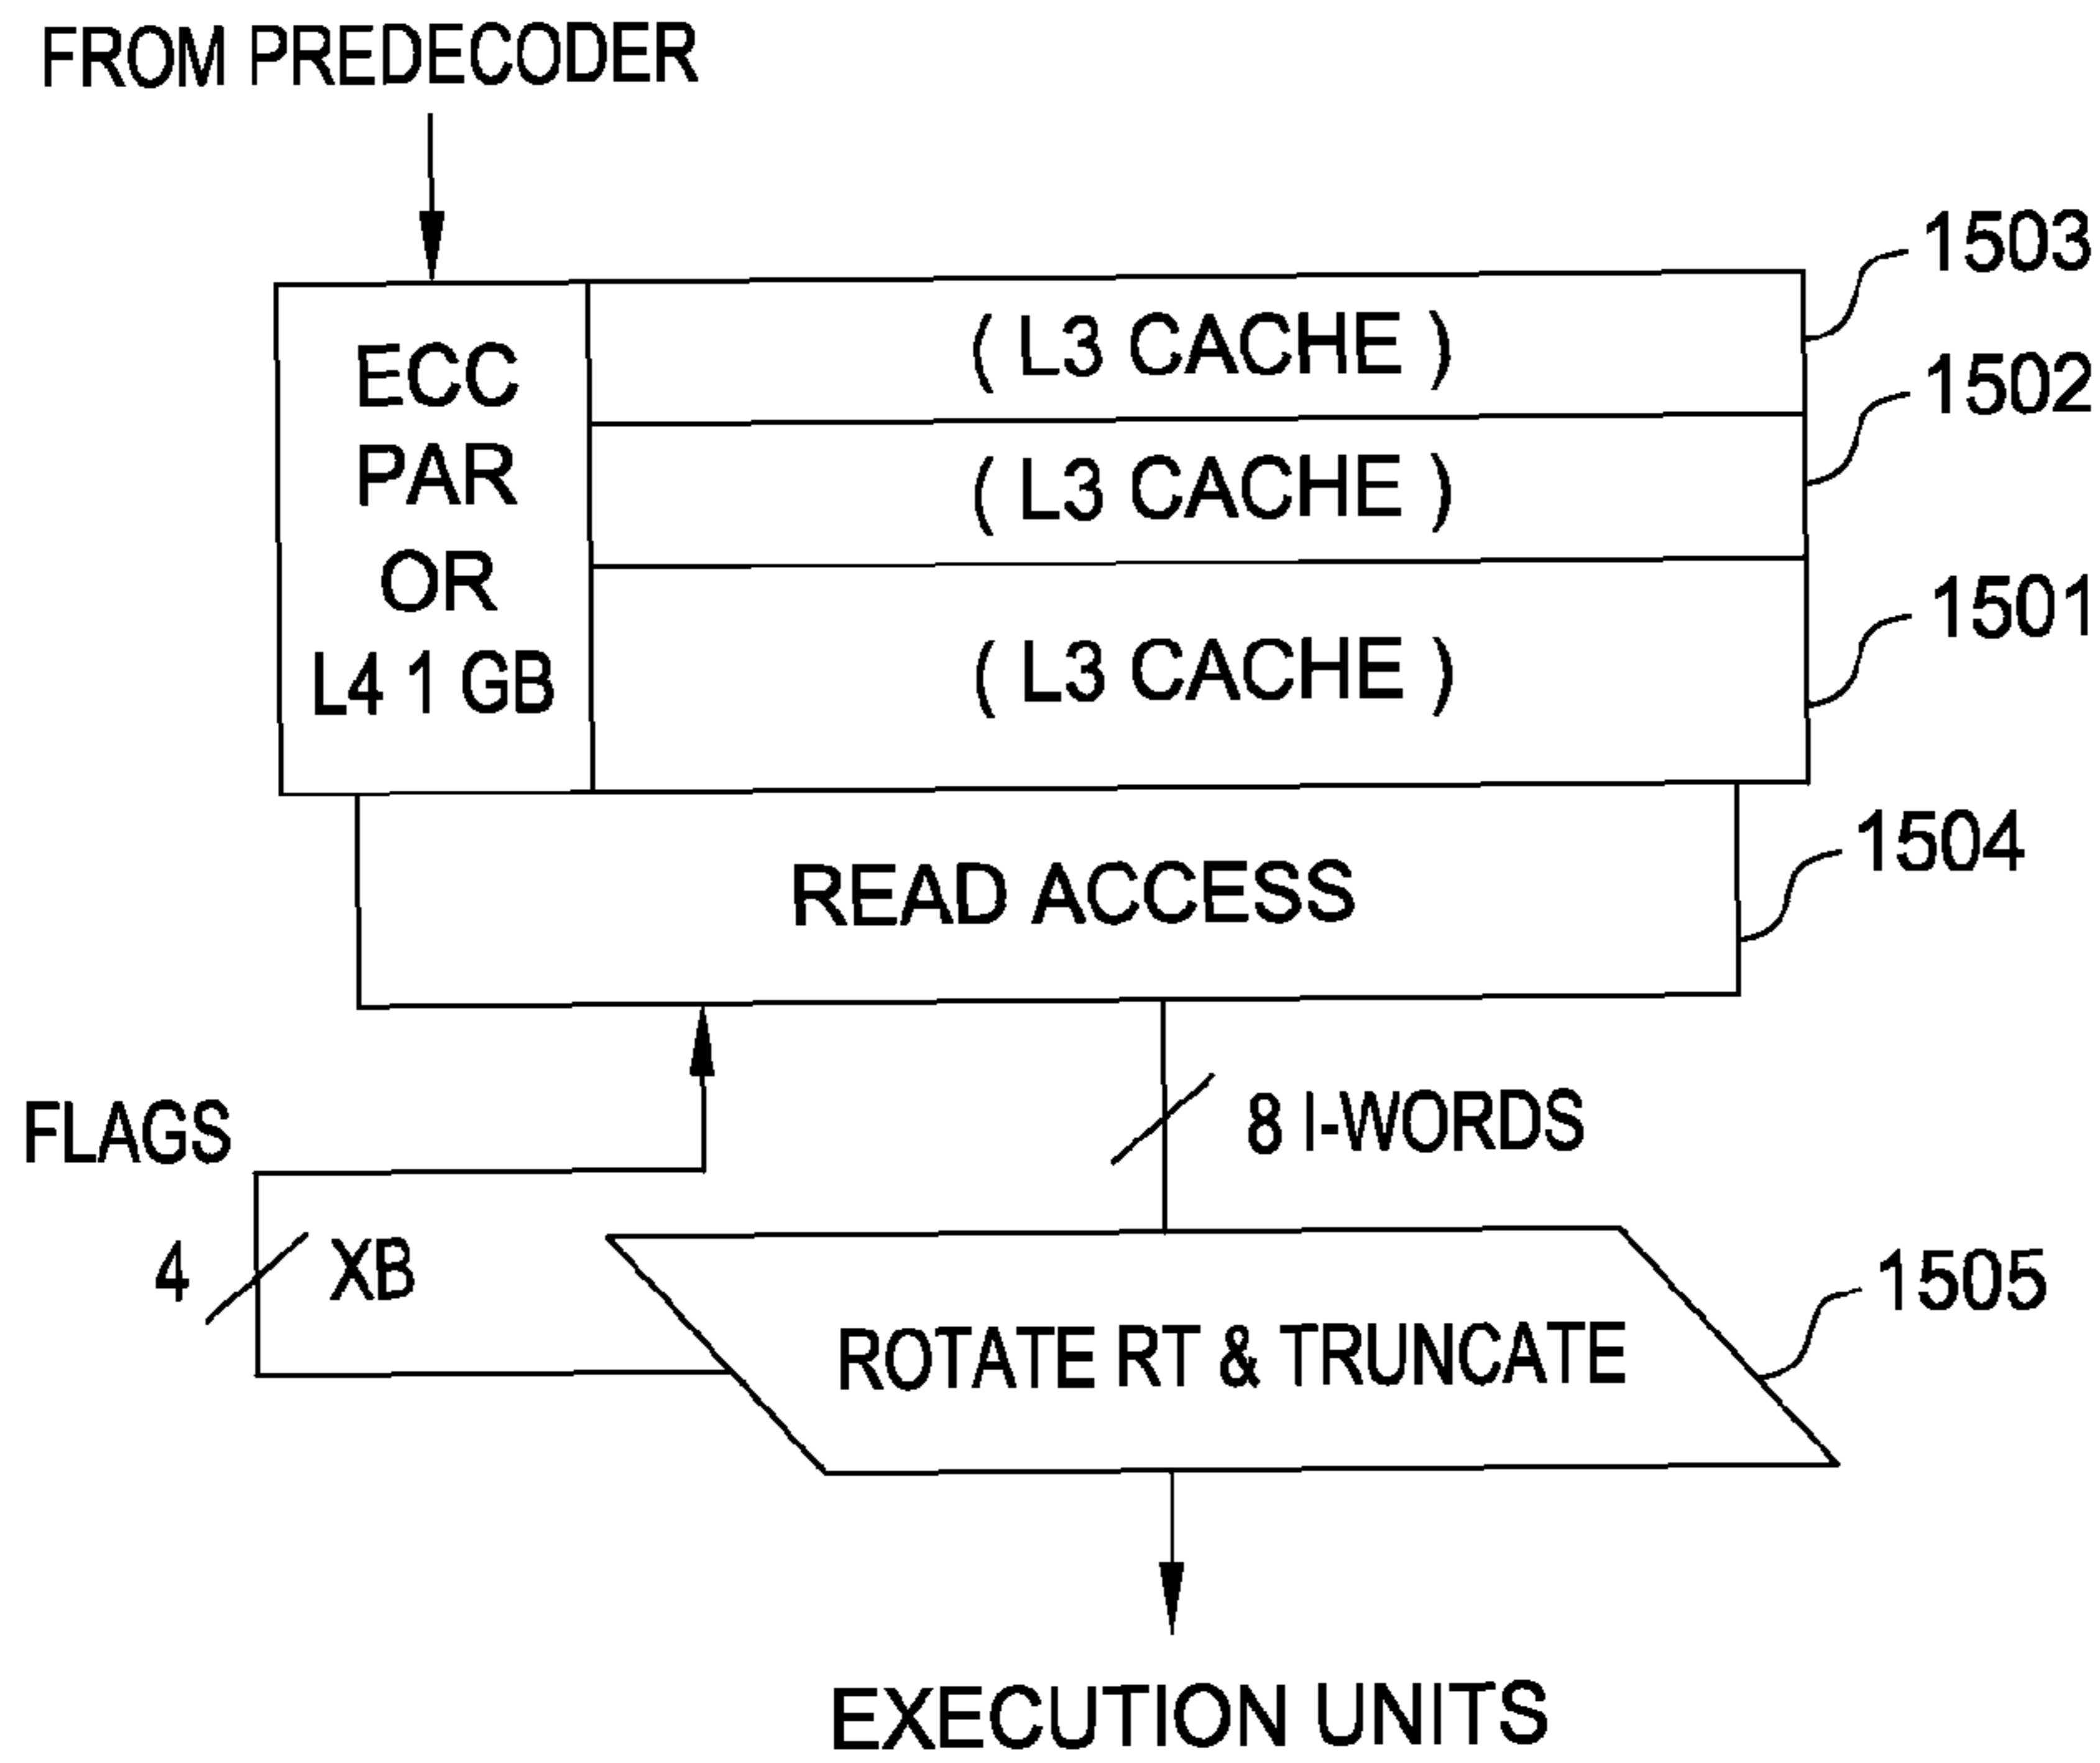 FROM PREDECODER
1503
( L3 CACHE )
1502
ECC
PAR
OR
L4 1 GB
( L3 CACHE )
1501
( L3 CACHE )
1504
READ ACCESS
FLAGS
8 I-WORDS
4
XB
1505
ROTATE RT & TRUNCATE
EXECUTION UNITS